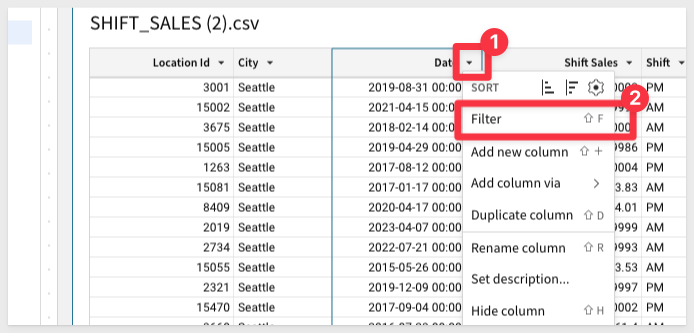 SHIFT_SALES (2).csv
1
Location Id City Date Shift Sales Shift
3001 Seattle 2019-08-31 00:00 PM
SORT
2
15002 Seattle 2021-04-15 00:00 AM
Filter ⇧ F
3675 Seattle 2018-02-14 00:00 PM
15005 Seattle 2019-04-29 00:00 9986 PM
Add new column ⇧ +
1263 Seattle 2017-08-12 00:00 0004 PM
15081 Seattle 2017-01-17 00:00 3.83 AM
Add column via >
8409 Seattle 2020-04-17 00:00 4.01 AM
Duplicate column ⇧ D
2019 Seattle 2023-04-07 00:00 9999 AM
2734 Seattle 2022-07-21 00:00 9993 AM
Rename column ⇧ R
15055 Seattle 2015-05-26 00:00 3.53 AM
Set description...
2321 Seattle 2019-12-09 00:00 9997 PM
15470 Seattle 2017-09-04 00:00 0002 PM
Hide column ⇧ H